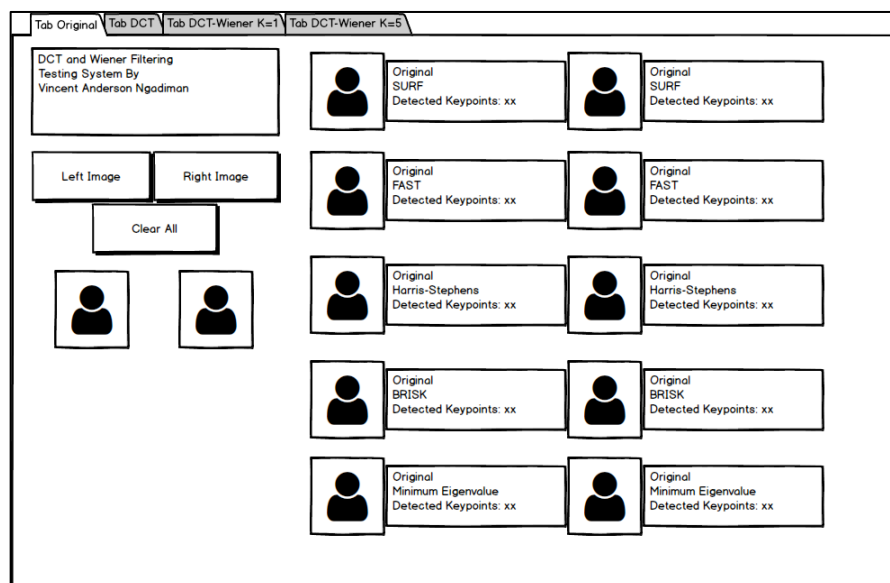 Tab Original
Tab DCT
Tab DCT-Wiener K=1
Tab DCT-Wiener K=5
DCT and Wiener Filtering
Testing System By
Vincent Anderson Ngadiman
Left Image
Right Image
Clear All
Original
SURF
Detected Keypoints: xx
Original
SURF
Detected Keypoints: xx
Original
FAST
Detected Keypoints: xx
Original
FAST
Detected Keypoints: xx
Original
Harris-Stephens
Detected Keypoints: xx
Original
Harris-Stephens
Detected Keypoints: xx
Original
BRISK
Detected Keypoints: xx
Original
BRISK
Detected Keypoints: xx
Original
Minimum Eigenvalue
Detected Keypoints: xx
Original
Minimum Eigenvalue
Detected Keypoints: xx